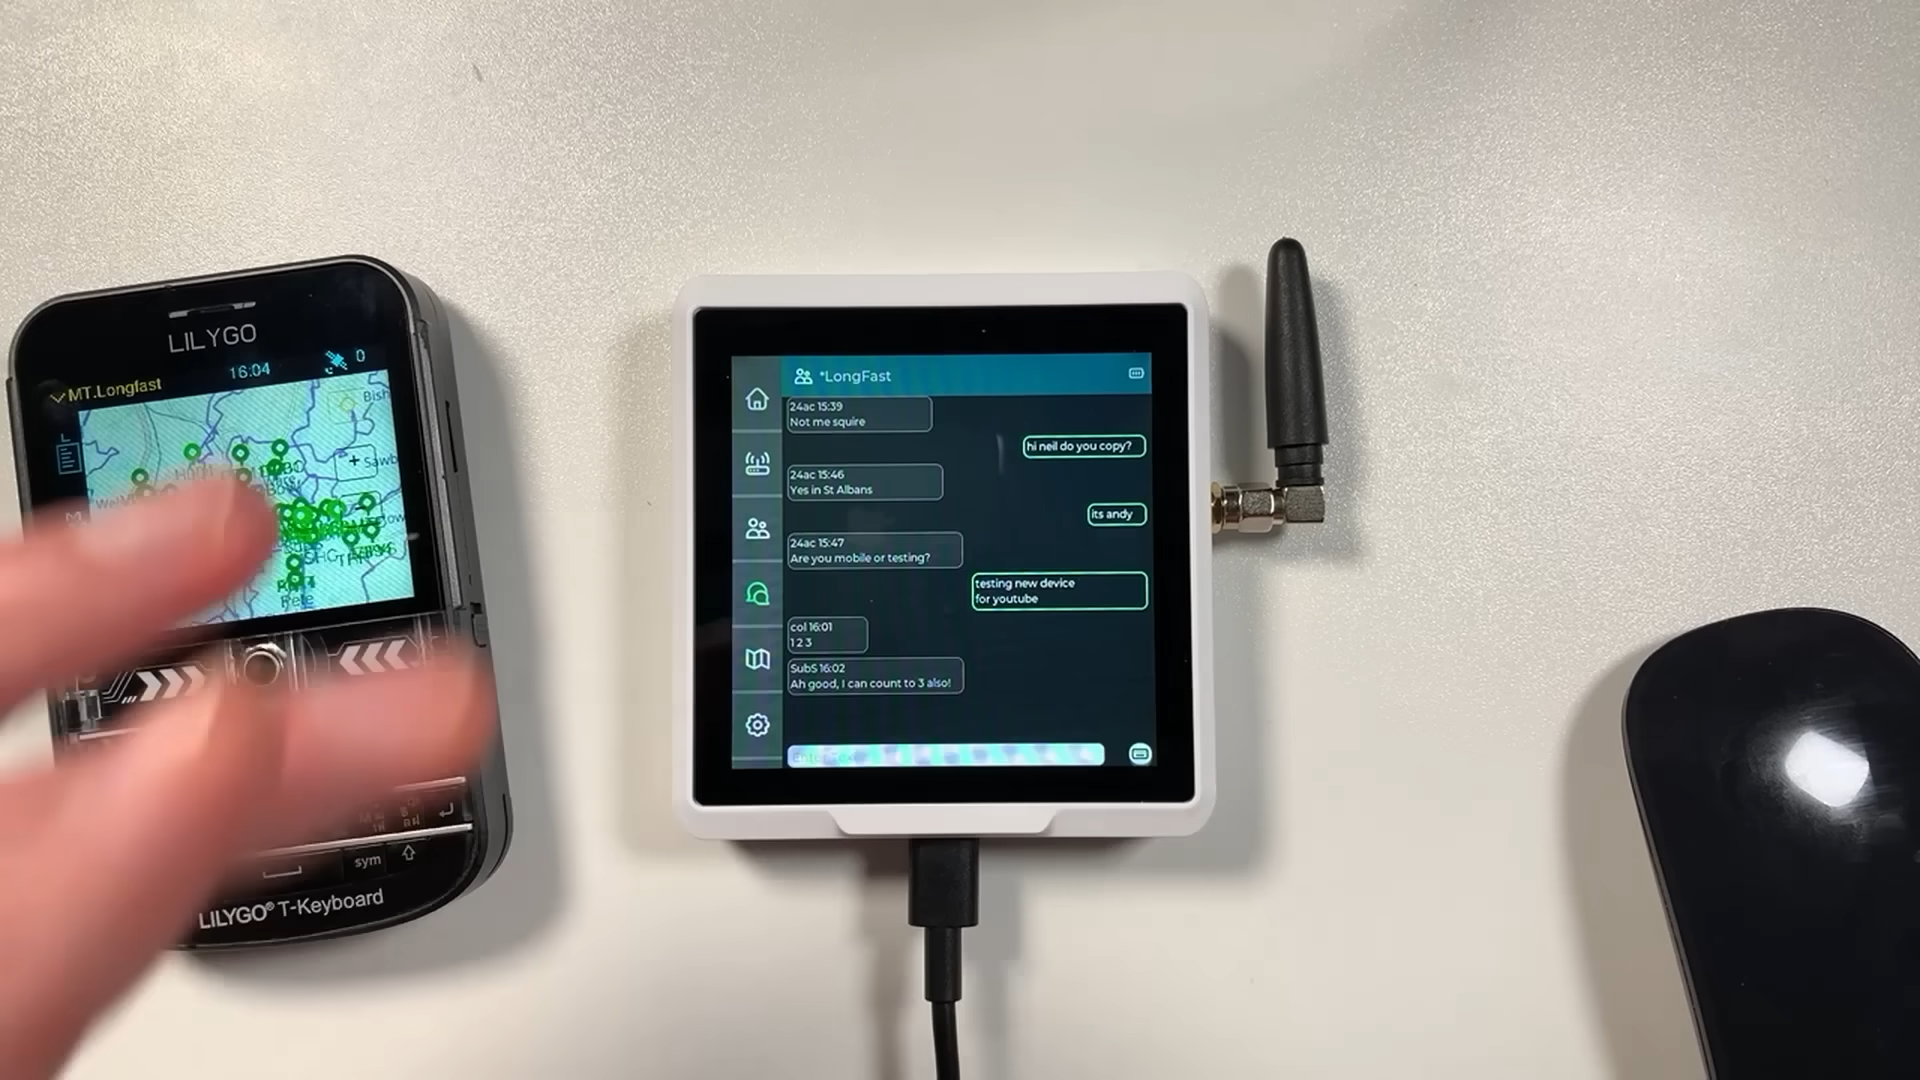 LILYGO
16:04
0
MT.Longfast
Bish
Sawb
sym
LILYGO® T-Keyboard
*LongFast
24ac 15:39
Not me squire
hi neil do you copy?
24ac 15:46
Yes in St Albans
its andy
24ac 15:47
Are you mobile or testing?
testing new device
for youtube
col 16:01
1 2 3
SubS 16:02
Ah good, I can count to 3 also!